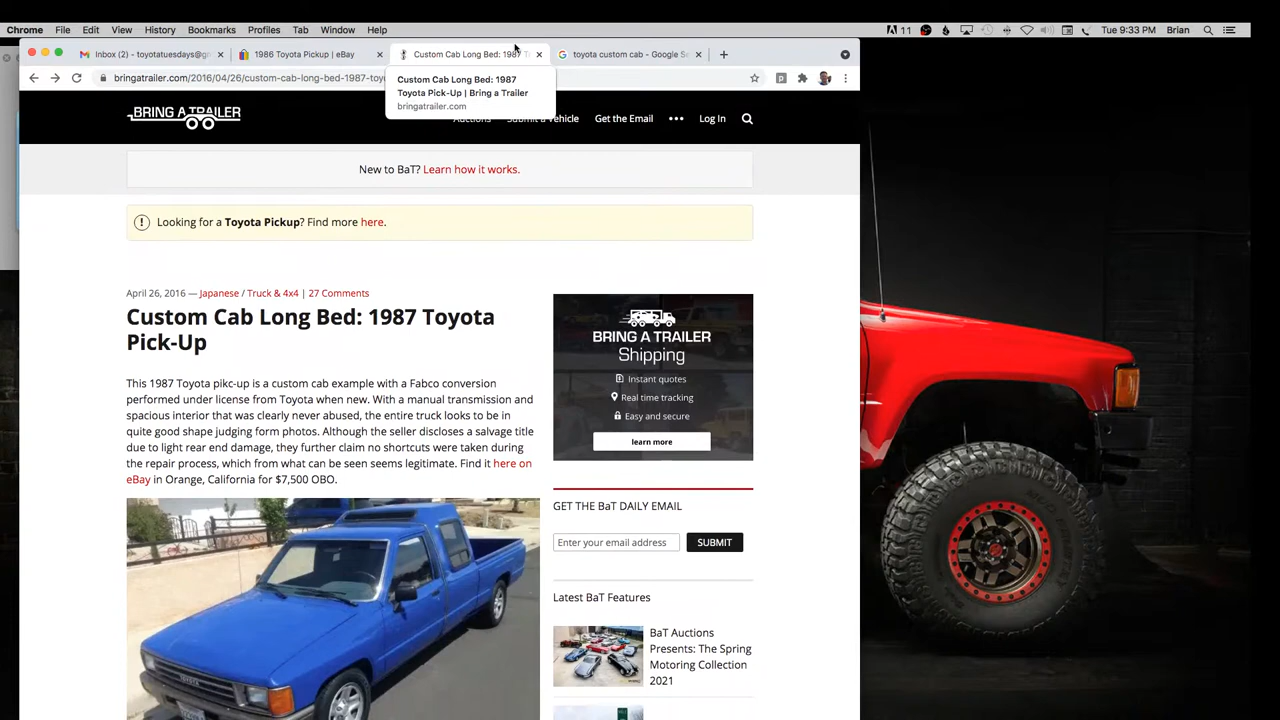 Chrome File Edit View History Bookmarks Profiles Tab Window Help 11 Tue 9:33 PM Brian
Inbox (2) - toyotatuesdays@g 1986 Toyota Pickup | eBay Custom Cab Long Bed: 1987 T toyota custom cab - Google Se
bringatrailer.com/2016/04/26/custom-cab-long-bed-1987-toy
Custom Cab Long Bed: 1987
Toyota Pick-Up | Bring a Trailer
bringatrailer.com
BRING A TRAILER Auctions Submit a Vehicle Get the Email Log In
New to BaT? Learn how it works.
Looking for a Toyota Pickup? Find more here.
April 26, 2016 — Japanese / Truck & 4x4 | 27 Comments
Custom Cab Long Bed: 1987 Toyota
Pick-Up
This 1987 Toyota pikc-up is a custom cab example with a Fabco conversion
performed under license from Toyota when new. With a manual transmission and
spacious interior that was clearly never abused, the entire truck looks to be in
quite good shape judging form photos. Although the seller discloses a salvage title
due to light rear end damage, they further claim no shortcuts were taken during
the repair process, which from what can be seen seems legitimate. Find it here on
eBay in Orange, California for $7,500 OBO.
BRING A TRAILER
Shipping
Instant quotes
Real time tracking
Easy and secure
learn more
GET THE BaT DAILY EMAIL
Enter your email address SUBMIT
Latest BaT Features
BaT Auctions
Presents: The Spring
Motoring Collection
2021
TOYOTA